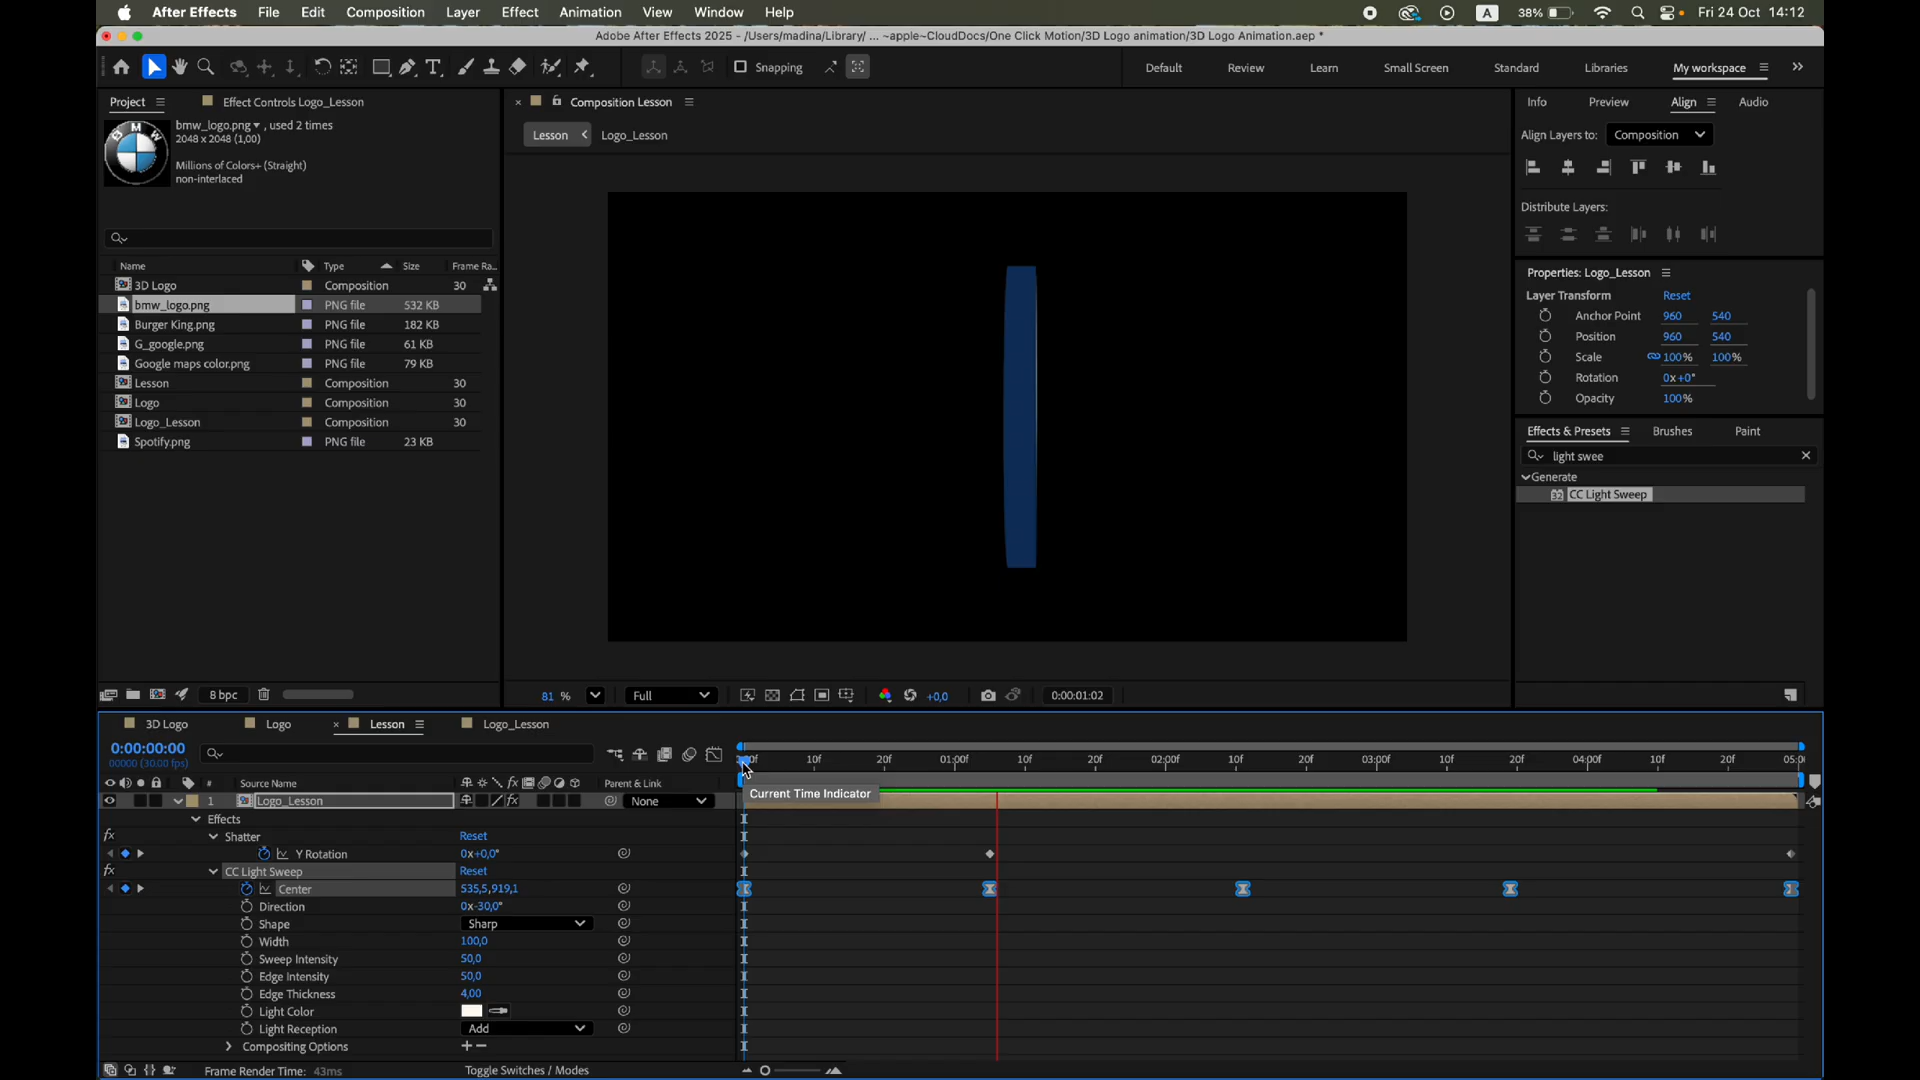 After Effects File Edit Composition Layer Effect Animation View Window Help A 38% Fri 24 Oct 14:12
Adobe After Effects 2025 - /Users/madina/Library/ ... ~apple~CloudDocs/One Click Motion/3D Logo animation/3D Logo Animation.aep *
Snapping Default Review Learn Small Screen Standard Libraries My workspace
Project Effect Controls Logo_Lesson
bmw_logo.png , used 2 times
2048 x 2048 (1,00)
Millions of Colors+ (Straight)
non-interlaced
Name Type Size Frame Ra..
3D Logo Composition 30
bmw_logo.png PNG file 532 KB
Burger King.png PNG file 182 KB
G_google.png PNG file 61 KB
Google maps color.png PNG file 79 KB
Lesson Composition 30
Logo Composition 30
Logo_Lesson Composition 30
Spotify.png PNG file 23 KB
8 bpc
Composition Lesson
Lesson Logo_Lesson
81 % Full +0,0 0:00:01:02
Info Preview Align Audio
Align Layers to: Composition
Distribute Layers:
Properties: Logo_Lesson
Layer Transform Reset
Anchor Point 960 540
Position 960 540
Scale 100% 100%
Rotation 0x+0°
Opacity 100%
Effects & Presets Brushes Paint
light swee
Generate
32 CC Light Sweep
3D Logo Logo Lesson Logo_Lesson
0:00:00:00
00000 (30.00 fps)
10f 20f 01:00f 10f 20f 02:00f 10f 20f 03:00f 10f 20f 04:00f 10f 20f 05:00
# Source Name fx Parent & Link
1 Logo_Lesson fx None
Current Time Indicator
Effects
fx Shatter Reset
Y Rotation 0x+0,0°
fx CC Light Sweep Reset
Center 535,5,919,1
Direction 0x-30,0°
Shape Sharp
Width 100,0
Sweep Intensity 50,0
Edge Intensity 50,0
Edge Thickness 4,00
Light Color
Light Reception Add
Compositing Options + −
Frame Render Time: 43ms Toggle Switches / Modes